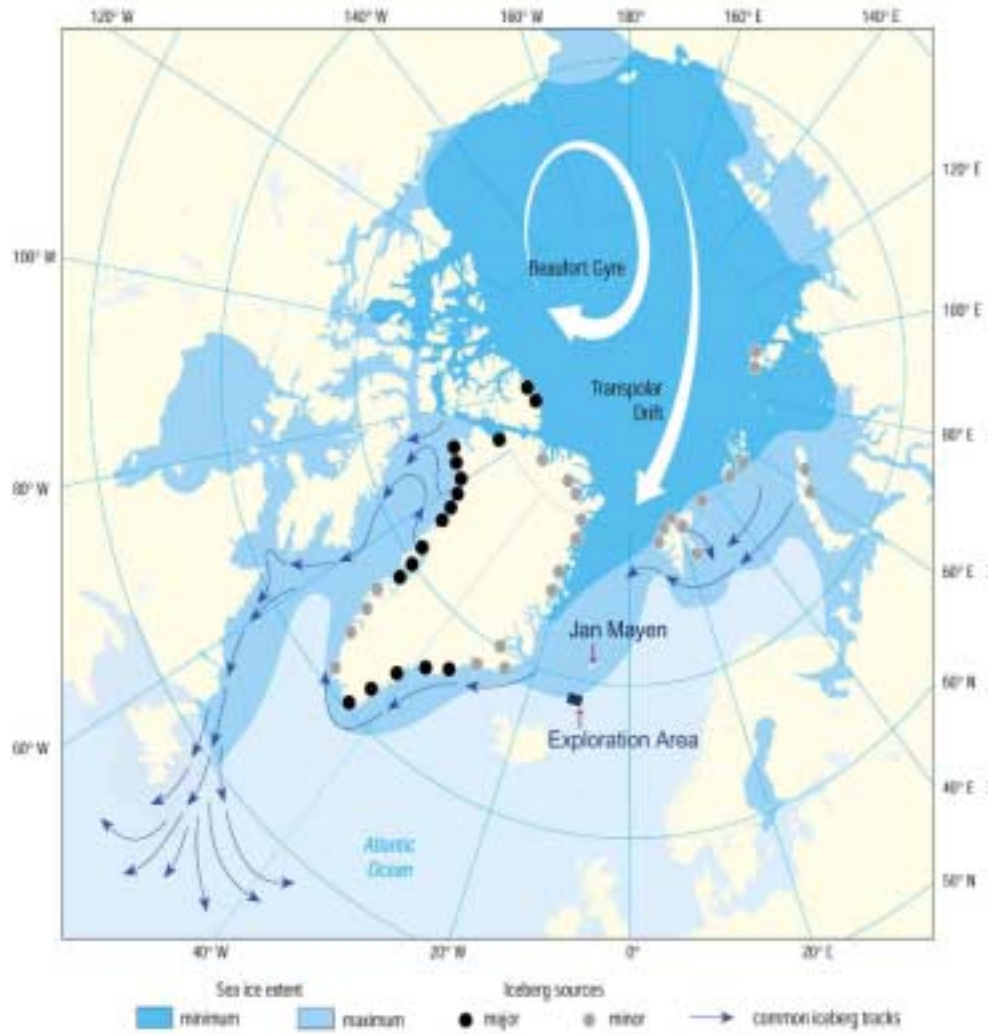 120° W
140° W
160° W
180°
160° E
140° E
120° E
100° W
Beaufort Gyre
100° E
Transpolar
Drift
80° E
80° W
60° E
Jan Mayen
60° N
Exploration Area
60° W
40° E
Atlantic
Ocean
50° N
40° W
20° W
0°
20° E
Sea ice extent
Iceberg sources
minimum
maximum
major
minor
common iceberg tracks